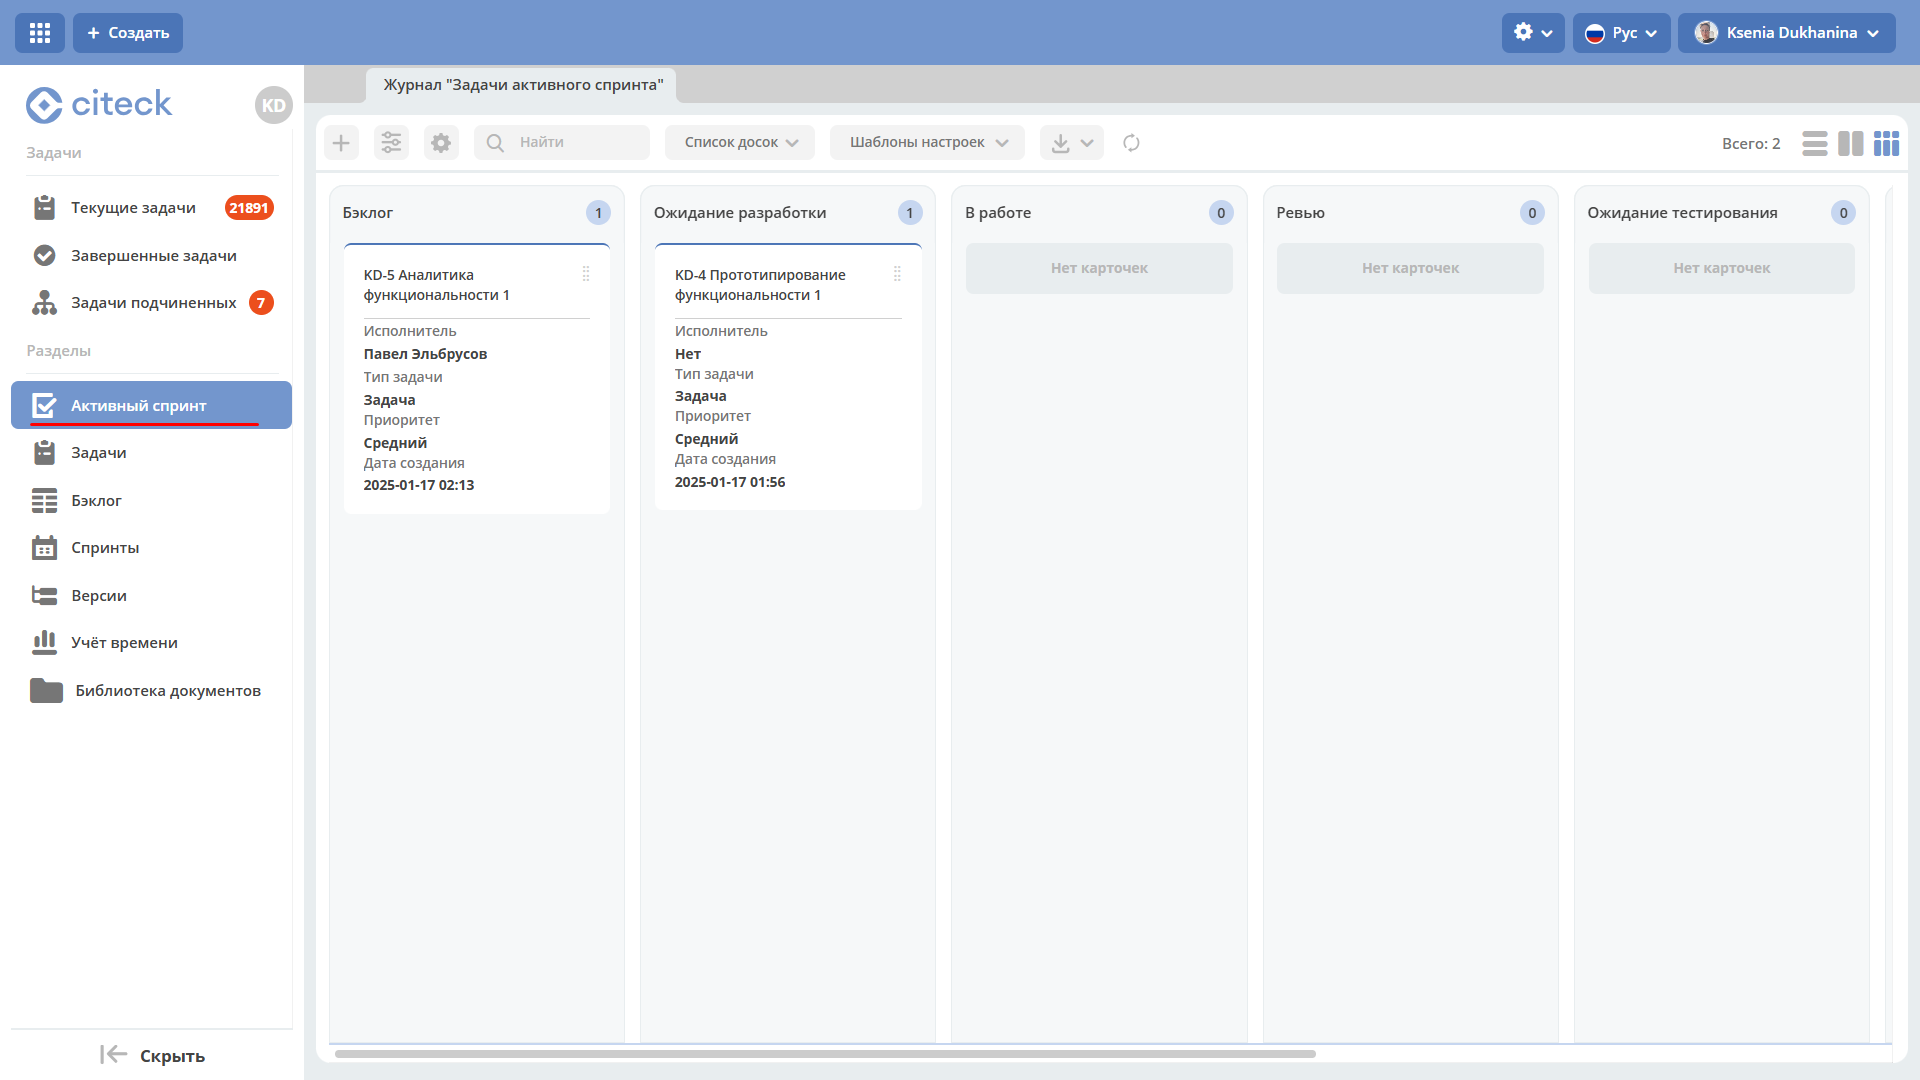 Создать
Рус
Ksenia Dukhanina
citeck
KD
Задачи
Текущие задачи
21891
Завершенные задачи
Задачи подчиненных
7
Разделы
Активный спринт
Задачи
Бэклог
Спринты
Версии
Учёт времени
Библиотека документов
Скрыть
Журнал "Задачи активного спринта"
Найти
Список досок
Шаблоны настроек
Всего: 2
Бэклог
1
KD-5 Аналитика
функциональности 1
Исполнитель
Павел Эльбрусов
Тип задачи
Задача
Приоритет
Средний
Дата создания
2025-01-17 02:13
Ожидание разработки
1
KD-4 Прототипирование
функциональности 1
Исполнитель
Нет
Тип задачи
Задача
Приоритет
Средний
Дата создания
2025-01-17 01:56
В работе
0
Нет карточек
Ревью
0
Нет карточек
Ожидание тестирования
0
Нет карточек